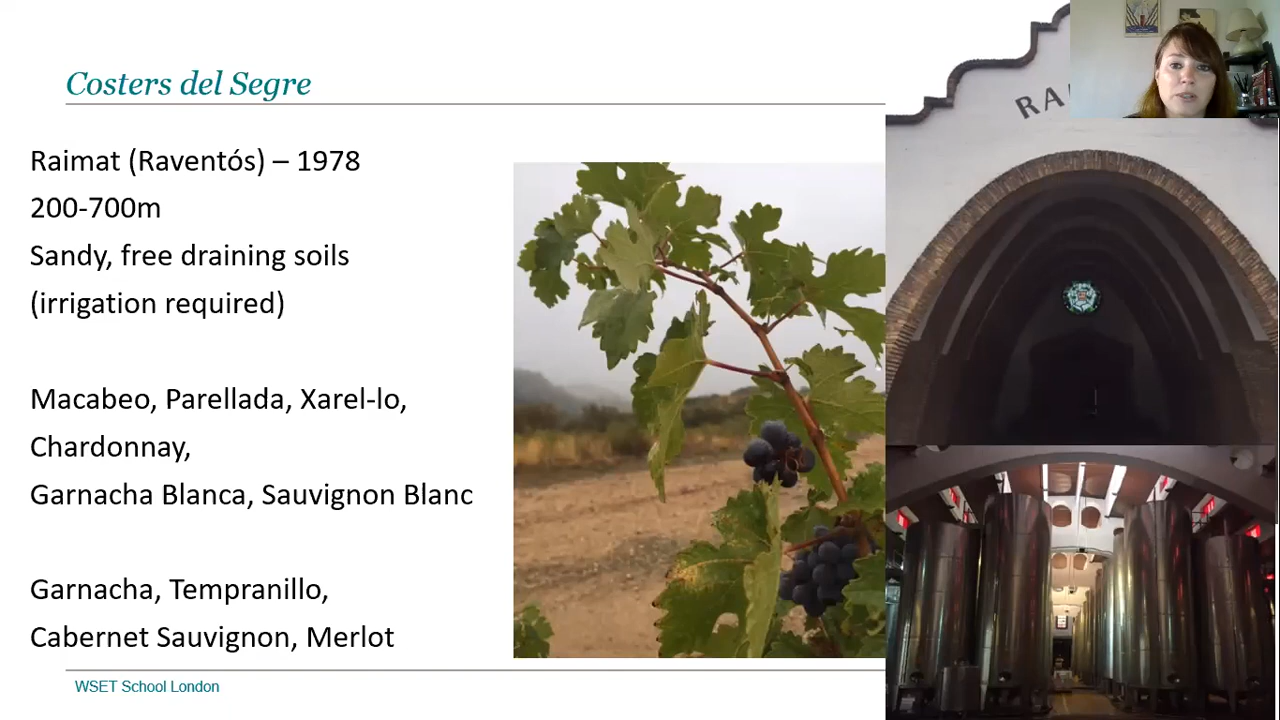 Costers del Segre
RAI
Raimat (Raventós) – 1978
200-700m
Sandy, free draining soils
(irrigation required)
Macabeo, Parellada, Xarel-lo,
Chardonnay,
Garnacha Blanca, Sauvignon Blanc
Garnacha, Tempranillo,
Cabernet Sauvignon, Merlot
WSET School London